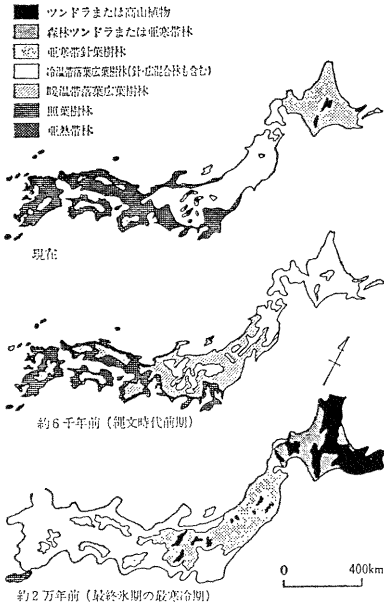 ツンドラまたは高山植物
森林ツンドラまたは亜寒帯林
亜寒帯針葉樹林
冷温帯落葉広葉樹林(針・広混合林も含む)
暖温帯落葉広葉樹林
照葉樹林
亜熱帯林
現在
約6千年前(縄文時代前期)
0 400km
約2万年前(最終氷期の最寒冷期)